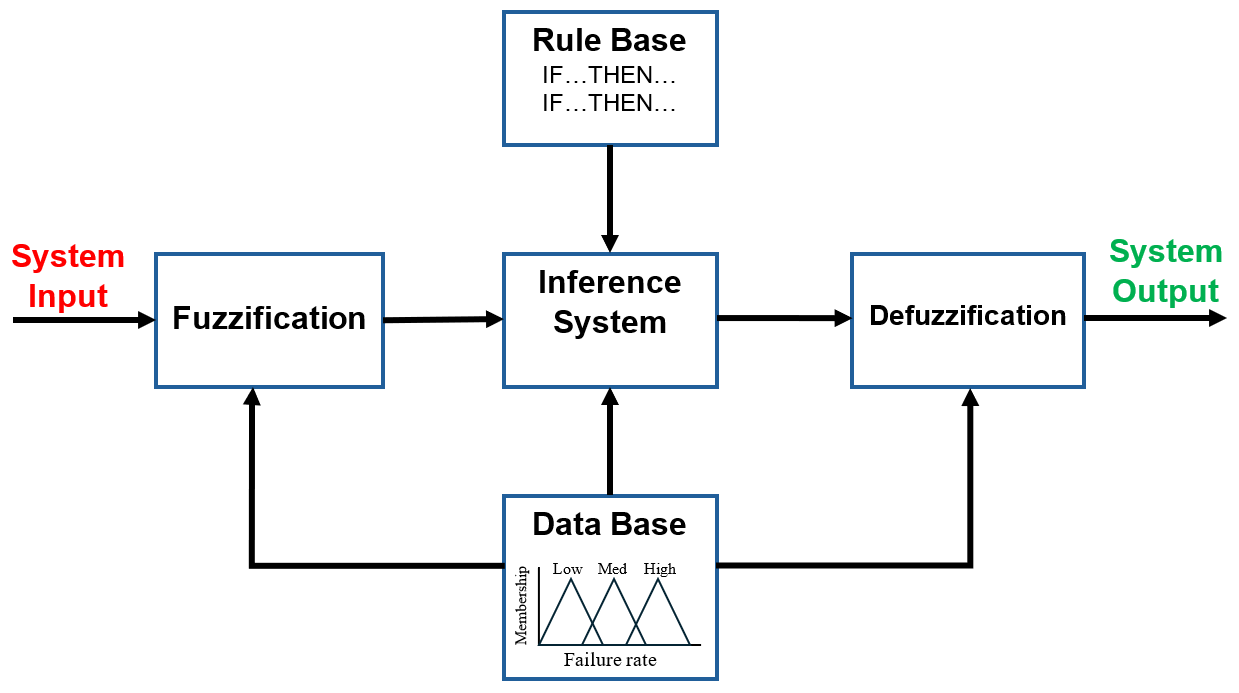 Rule Base
IF…THEN…
IF…THEN…
System
Input
Fuzzification
Inference
System
Defuzzification
System
Output
Data Base
Low Med High
Membership
Failure rate